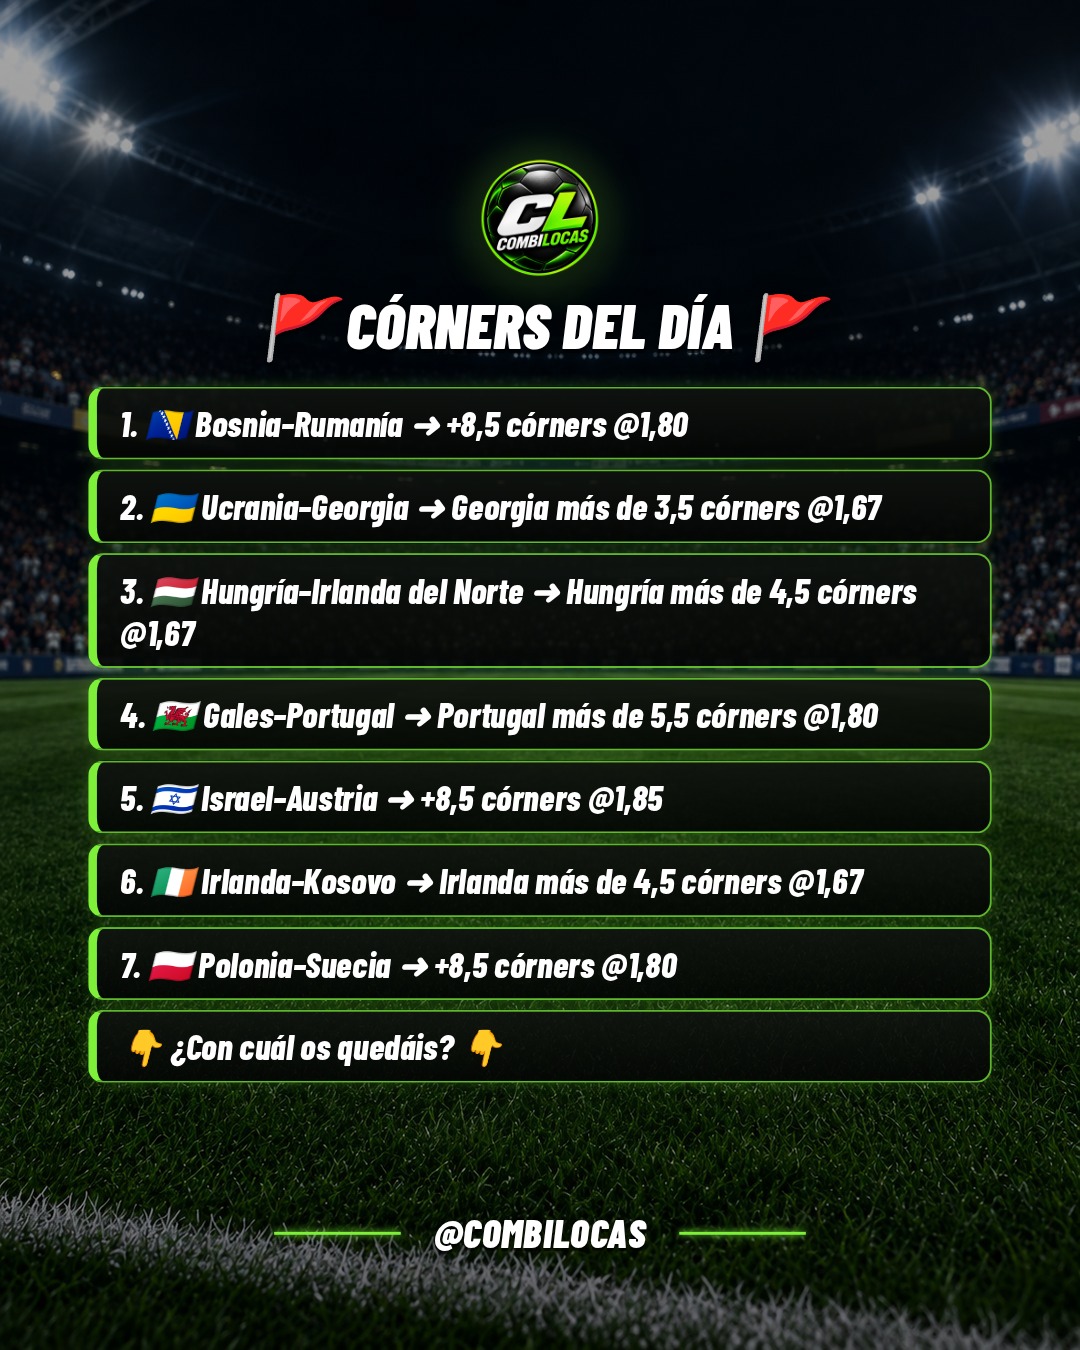 CL
COMBILOCAS
🚩 CÓRNERS DEL DÍA 🚩
1. 🇧🇦 Bosnia-Rumanía ➜ +8,5 córners @1,80
2. 🇺🇦 Ucrania-Georgia ➜ Georgia más de 3,5 córners @1,67
3. 🇭🇺 Hungría-Irlanda del Norte ➜ Hungría más de 4,5 córners
@1,67
4. 🏴󠁧󠁢󠁷󠁬󠁳󠁿 Gales-Portugal ➜ Portugal más de 5,5 córners @1,80
5. 🇮🇱 Israel-Austria ➜ +8,5 córners @1,85
6. 🇮🇪 Irlanda-Kosovo ➜ Irlanda más de 4,5 córners @1,67
7. 🇵🇱 Polonia-Suecia ➜ +8,5 córners @1,80
👇 ¿Con cuál os quedáis? 👇
@COMBILOCAS